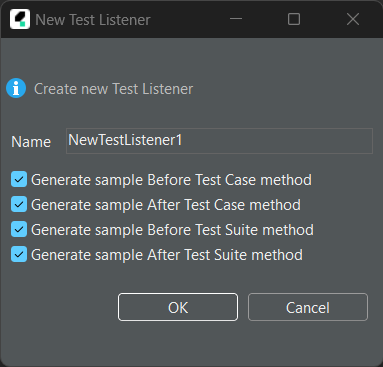 New Test Listener
Create new Test Listener
Name NewTestListener1
Generate sample Before Test Case method
Generate sample After Test Case method
Generate sample Before Test Suite method
Generate sample After Test Suite method
OK Cancel